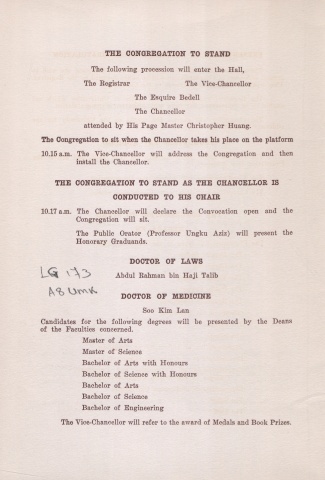 THE CONGREGATION TO STAND
The following procession will enter the Hall,
The Registrar The Vice-Chancellor
The Esquire Bedell
The Chancellor
attended by His Page Master Christopher Huang.
The Congregation to sit when the Chancellor takes his place on the platform
10.15 a.m. The Vice-Chancellor will address the Congregation and then
install the Chancellor.
THE CONGREGATION TO STAND AS THE CHANCELLOR IS
CONDUCTED TO HIS CHAIR
10.17 a.m. The Chancellor will declare the Convocation open and the
Congregation will sit.
The Public Orator (Professor Ungku Aziz) will present the
Honorary Graduands.
DOCTOR OF LAWS
LG 173
Abdul Rahman bin Haji Talib
A8 UMK
DOCTOR OF MEDICINE
Soo Kim Lan
Candidates for the following degrees will be presented by the Deans
of the Faculties concerned.
Master of Arts
Master of Science
Bachelor of Arts with Honours
Bachelor of Science with Honours
Bachelor of Arts
Bachelor of Science
Bachelor of Engineering
The Vice-Chancellor will refer to the award of Medals and Book Prizes.